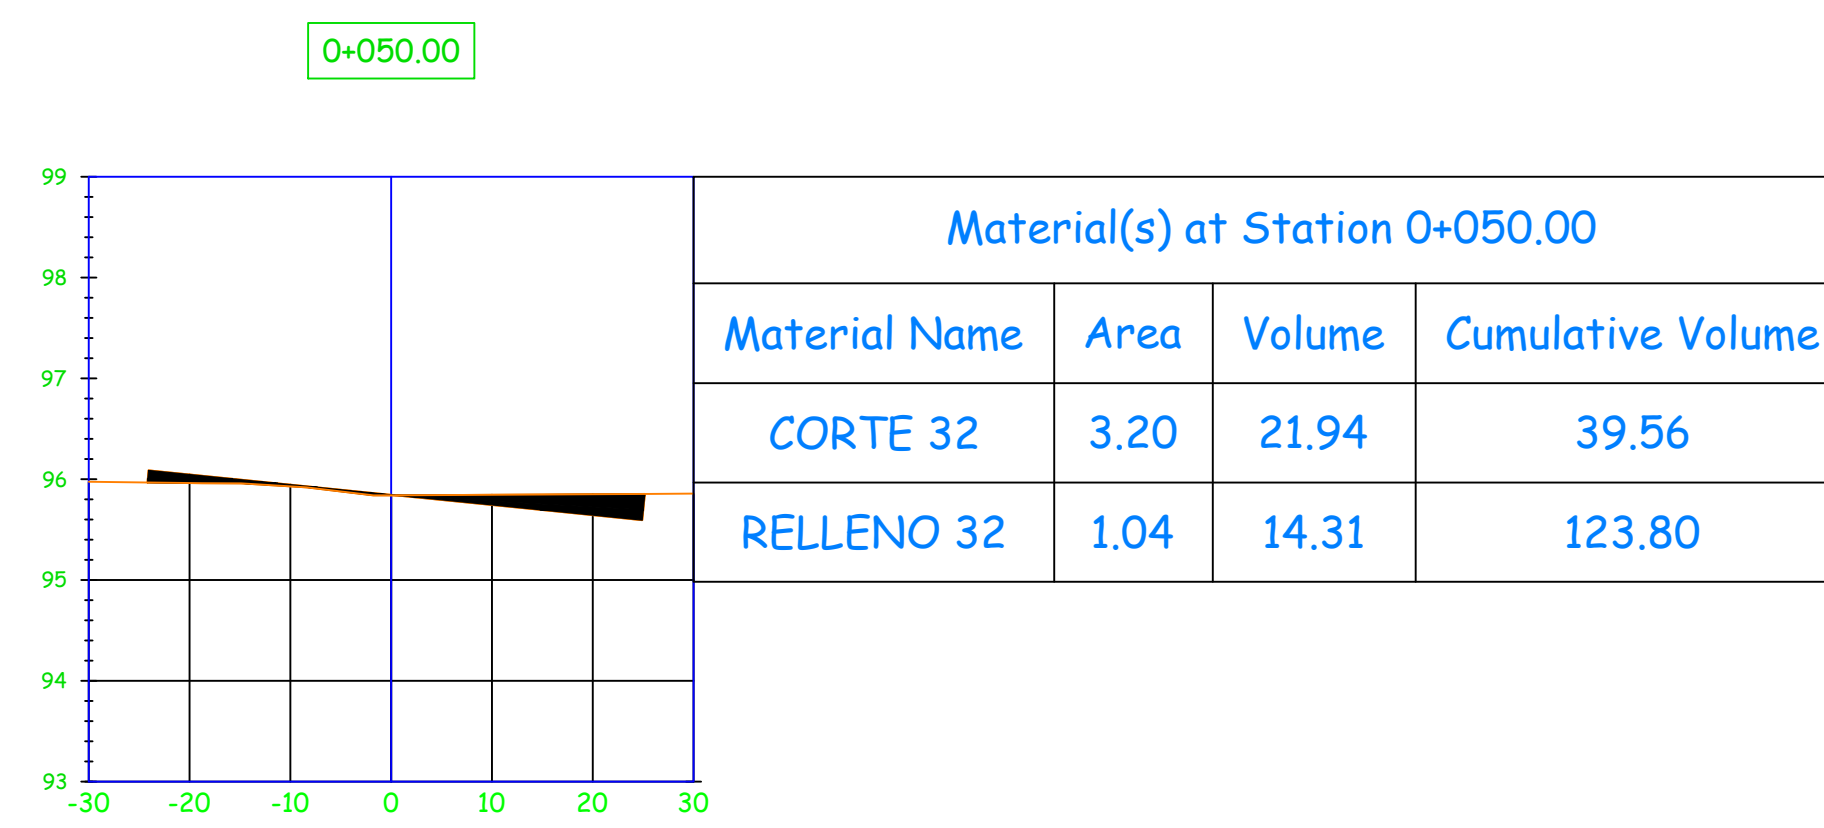 0+050.00
99
98
97
96
95
94
93
-30 -20 -10 0 10 20 30
Material(s) at Station 0+050.00
Material Name Area Volume Cumulative Volume
CORTE 32 3.20 21.94 39.56
RELLENO 32 1.04 14.31 123.80